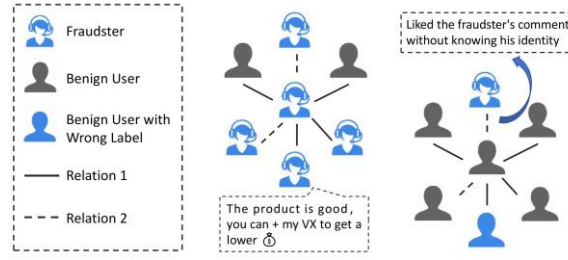 Fraudster
Benign User
Benign User with
Wrong Label
Relation 1
Relation 2
The product is good,
you can + my VX to get a
lower
Liked the fraudster's comment
without knowing his identity